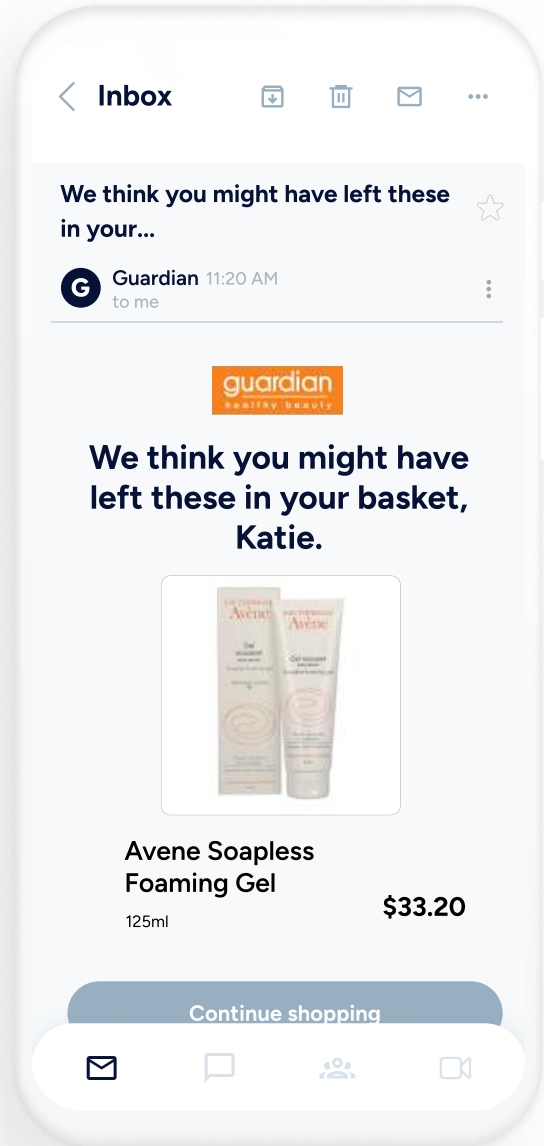 Inbox
We think you might have left these
in your...
G
Guardian 11:20 AM
to me
guardian
healthy beauty
We think you might have
left these in your basket,
Katie.
Avène
Avène
Avene Soapless
Foaming Gel
125ml
$33.20
Continue shopping